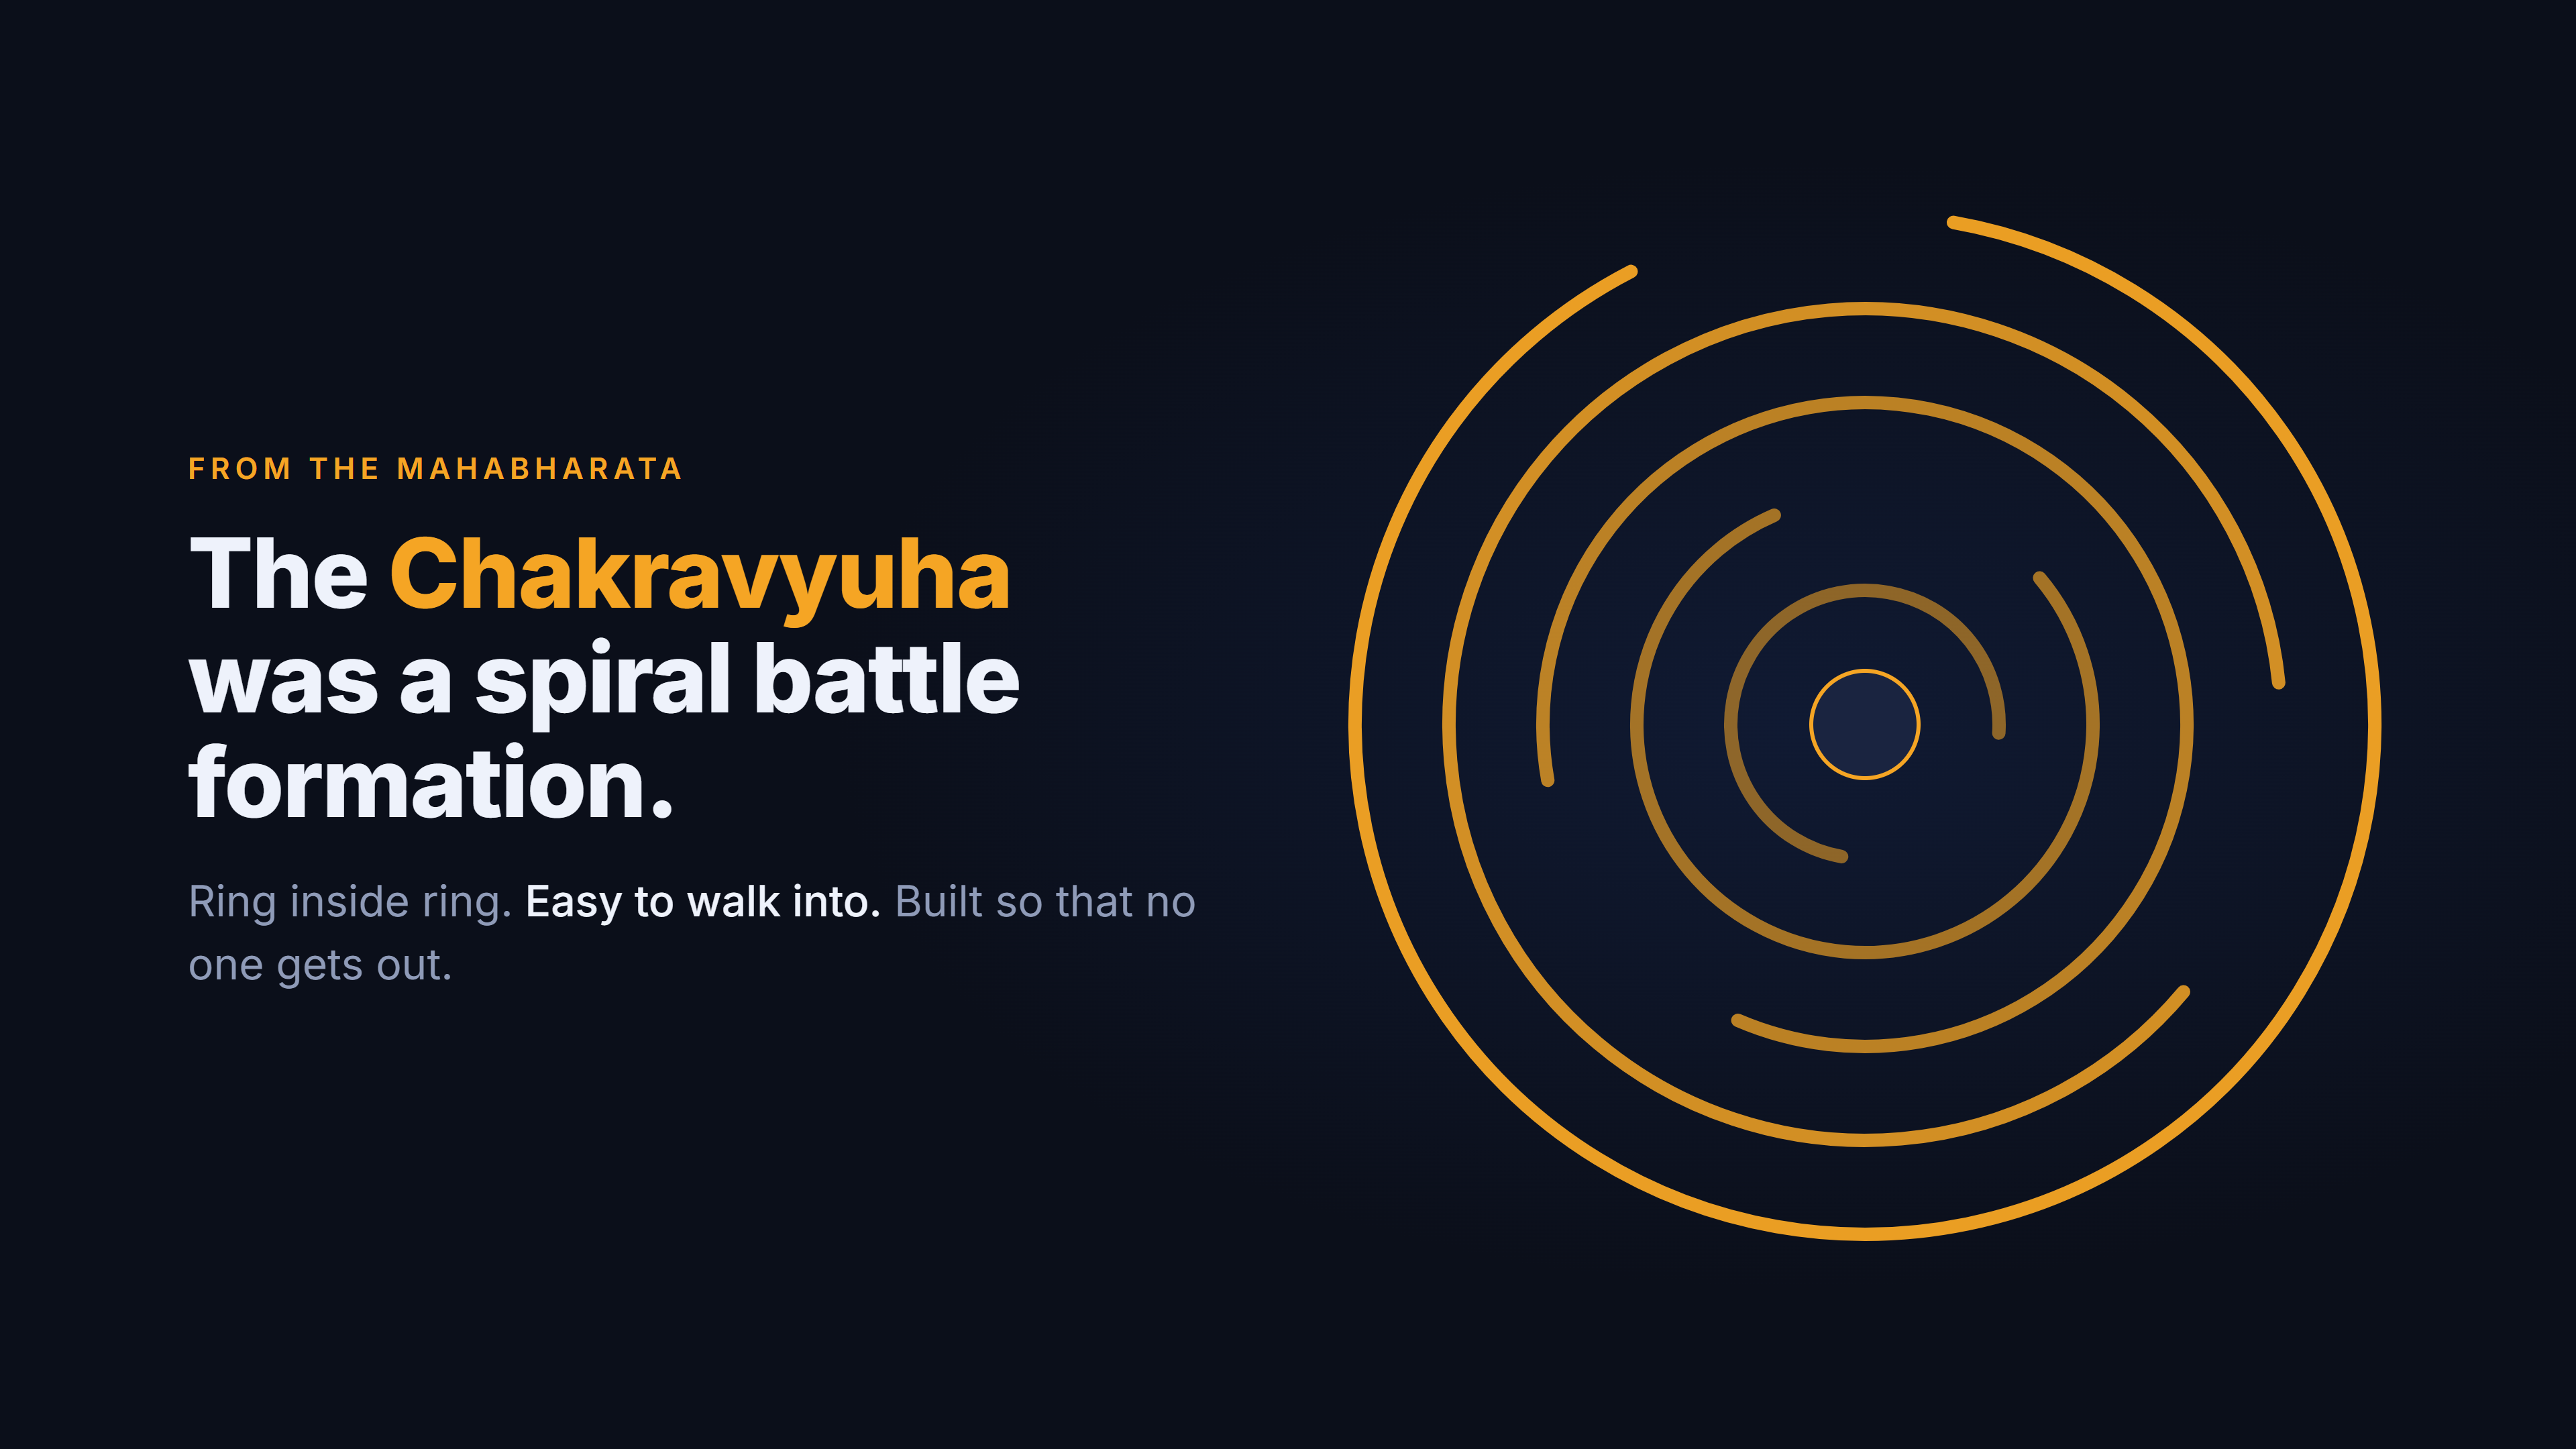 FROM THE MAHABHARATA
The Chakravyuha
was a spiral battle
formation.
Ring inside ring. Easy to walk into. Built so that no
one gets out.